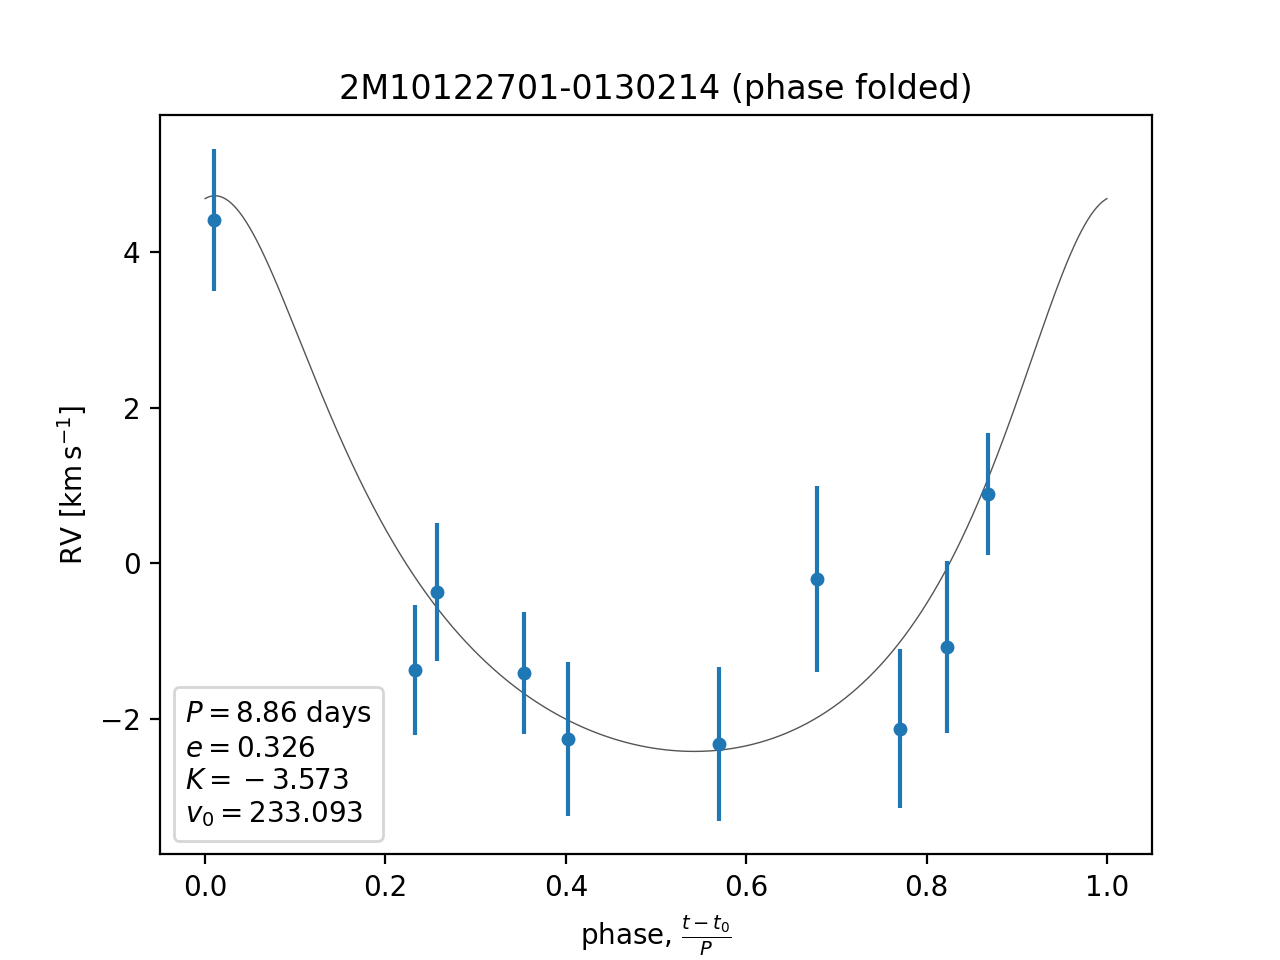 2M10122701-0130214 (phase folded)
RV [km s⁻¹]
4
2
0
−2
P = 8.86 days
e = 0.326
K = − 3.573
v₀ = 233.093
0.0 0.2 0.4 0.6 0.8 1.0
phase, (t − t₀)/P